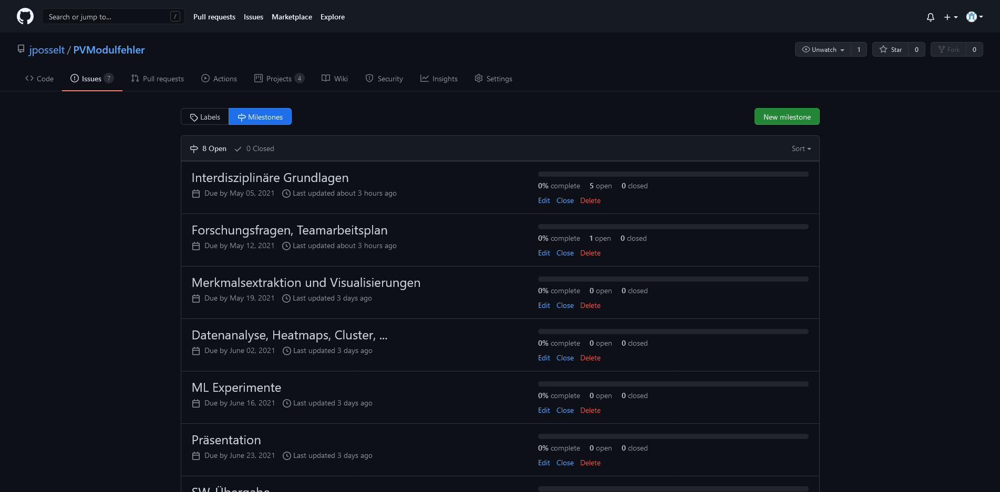 Search or jump to... /
Pull requests Issues Marketplace Explore
jposselt / PVModulfehler
Unwatch 1 Star 0 Fork 0
Code Issues 7 Pull requests Actions Projects 4 Wiki Security Insights Settings
Labels Milestones
New milestone
8 Open 0 Closed
Sort
Interdisziplinäre Grundlagen
Due by May 05, 2021 Last updated about 3 hours ago
0% complete 5 open 0 closed
Edit Close Delete
Forschungsfragen, Teamarbeitsplan
Due by May 12, 2021 Last updated about 3 hours ago
0% complete 1 open 0 closed
Edit Close Delete
Merkmalsextraktion und Visualisierungen
Due by May 19, 2021 Last updated 3 days ago
0% complete 0 open 0 closed
Edit Close Delete
Datenanalyse, Heatmaps, Cluster, ...
Due by June 02, 2021 Last updated 3 days ago
0% complete 0 open 0 closed
Edit Close Delete
ML Experimente
Due by June 16, 2021 Last updated 3 days ago
0% complete 0 open 0 closed
Edit Close Delete
Präsentation
Due by June 23, 2021 Last updated 3 days ago
0% complete 0 open 0 closed
Edit Close Delete
SW-Übergabe